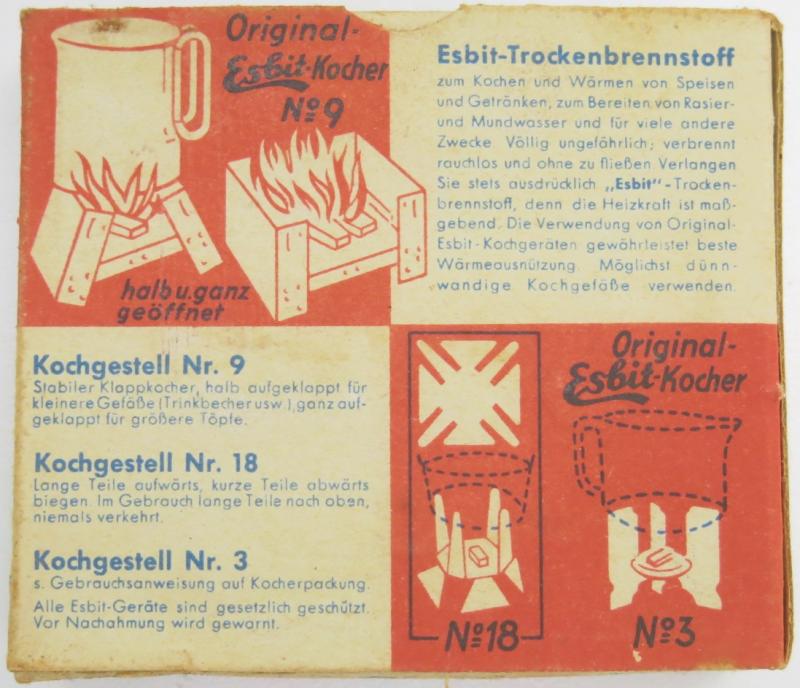 Original-
Esbit-Kocher
Nº 9
halb u. ganz
geöffnet
Esbit-Trockenbrennstoff
zum Kochen und Wärmen von Speisen
und Getränken, zum Bereiten von Rasier-
und Mundwasser und für viele andere
Zwecke. Völlig ungefährlich; verbrennt
rauchlos und ohne zu fließen Verlangen
Sie stets ausdrücklich „Esbit"-Trocken-
brennstoff, denn die Heizkraft ist maß-
gebend. Die Verwendung von Original-
Esbit-Kochgeräten gewährleistet beste
Wärmeausnützung. Möglichst dünn-
wandige Kochgefäße verwenden.
Kochgestell Nr. 9
Stabiler Klappkocher, halb aufgeklappt für
kleinere Gefäße (Trinkbecher usw.), ganz auf-
geklappt für größere Töpfe.
Kochgestell Nr. 18
Lange Teile aufwärts, kurze Teile abwärts
biegen. Im Gebrauch lange Teile nach oben,
niemals verkehrt.
Kochgestell Nr. 3
s. Gebrauchsanweisung auf Kocherpackung.
Alle Esbit-Geräte sind gesetzlich geschützt.
Vor Nachahmung wird gewarnt.
Original-
Esbit-Kocher
Nº 18
Nº 3